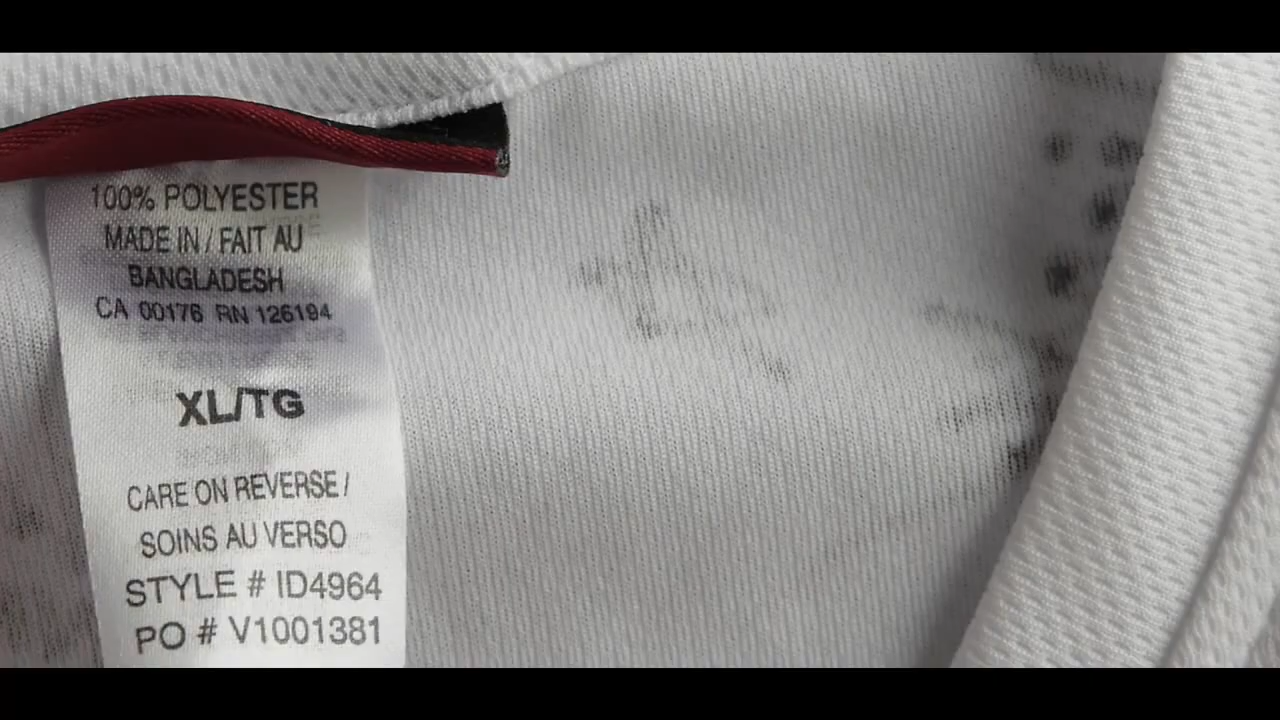 100% POLYESTER
MADE IN / FAIT AU
BANGLADESH
CA 00176 RN 126194
XL/TG
CARE ON REVERSE /
SOINS AU VERSO
STYLE # ID4964
PO # V1001381